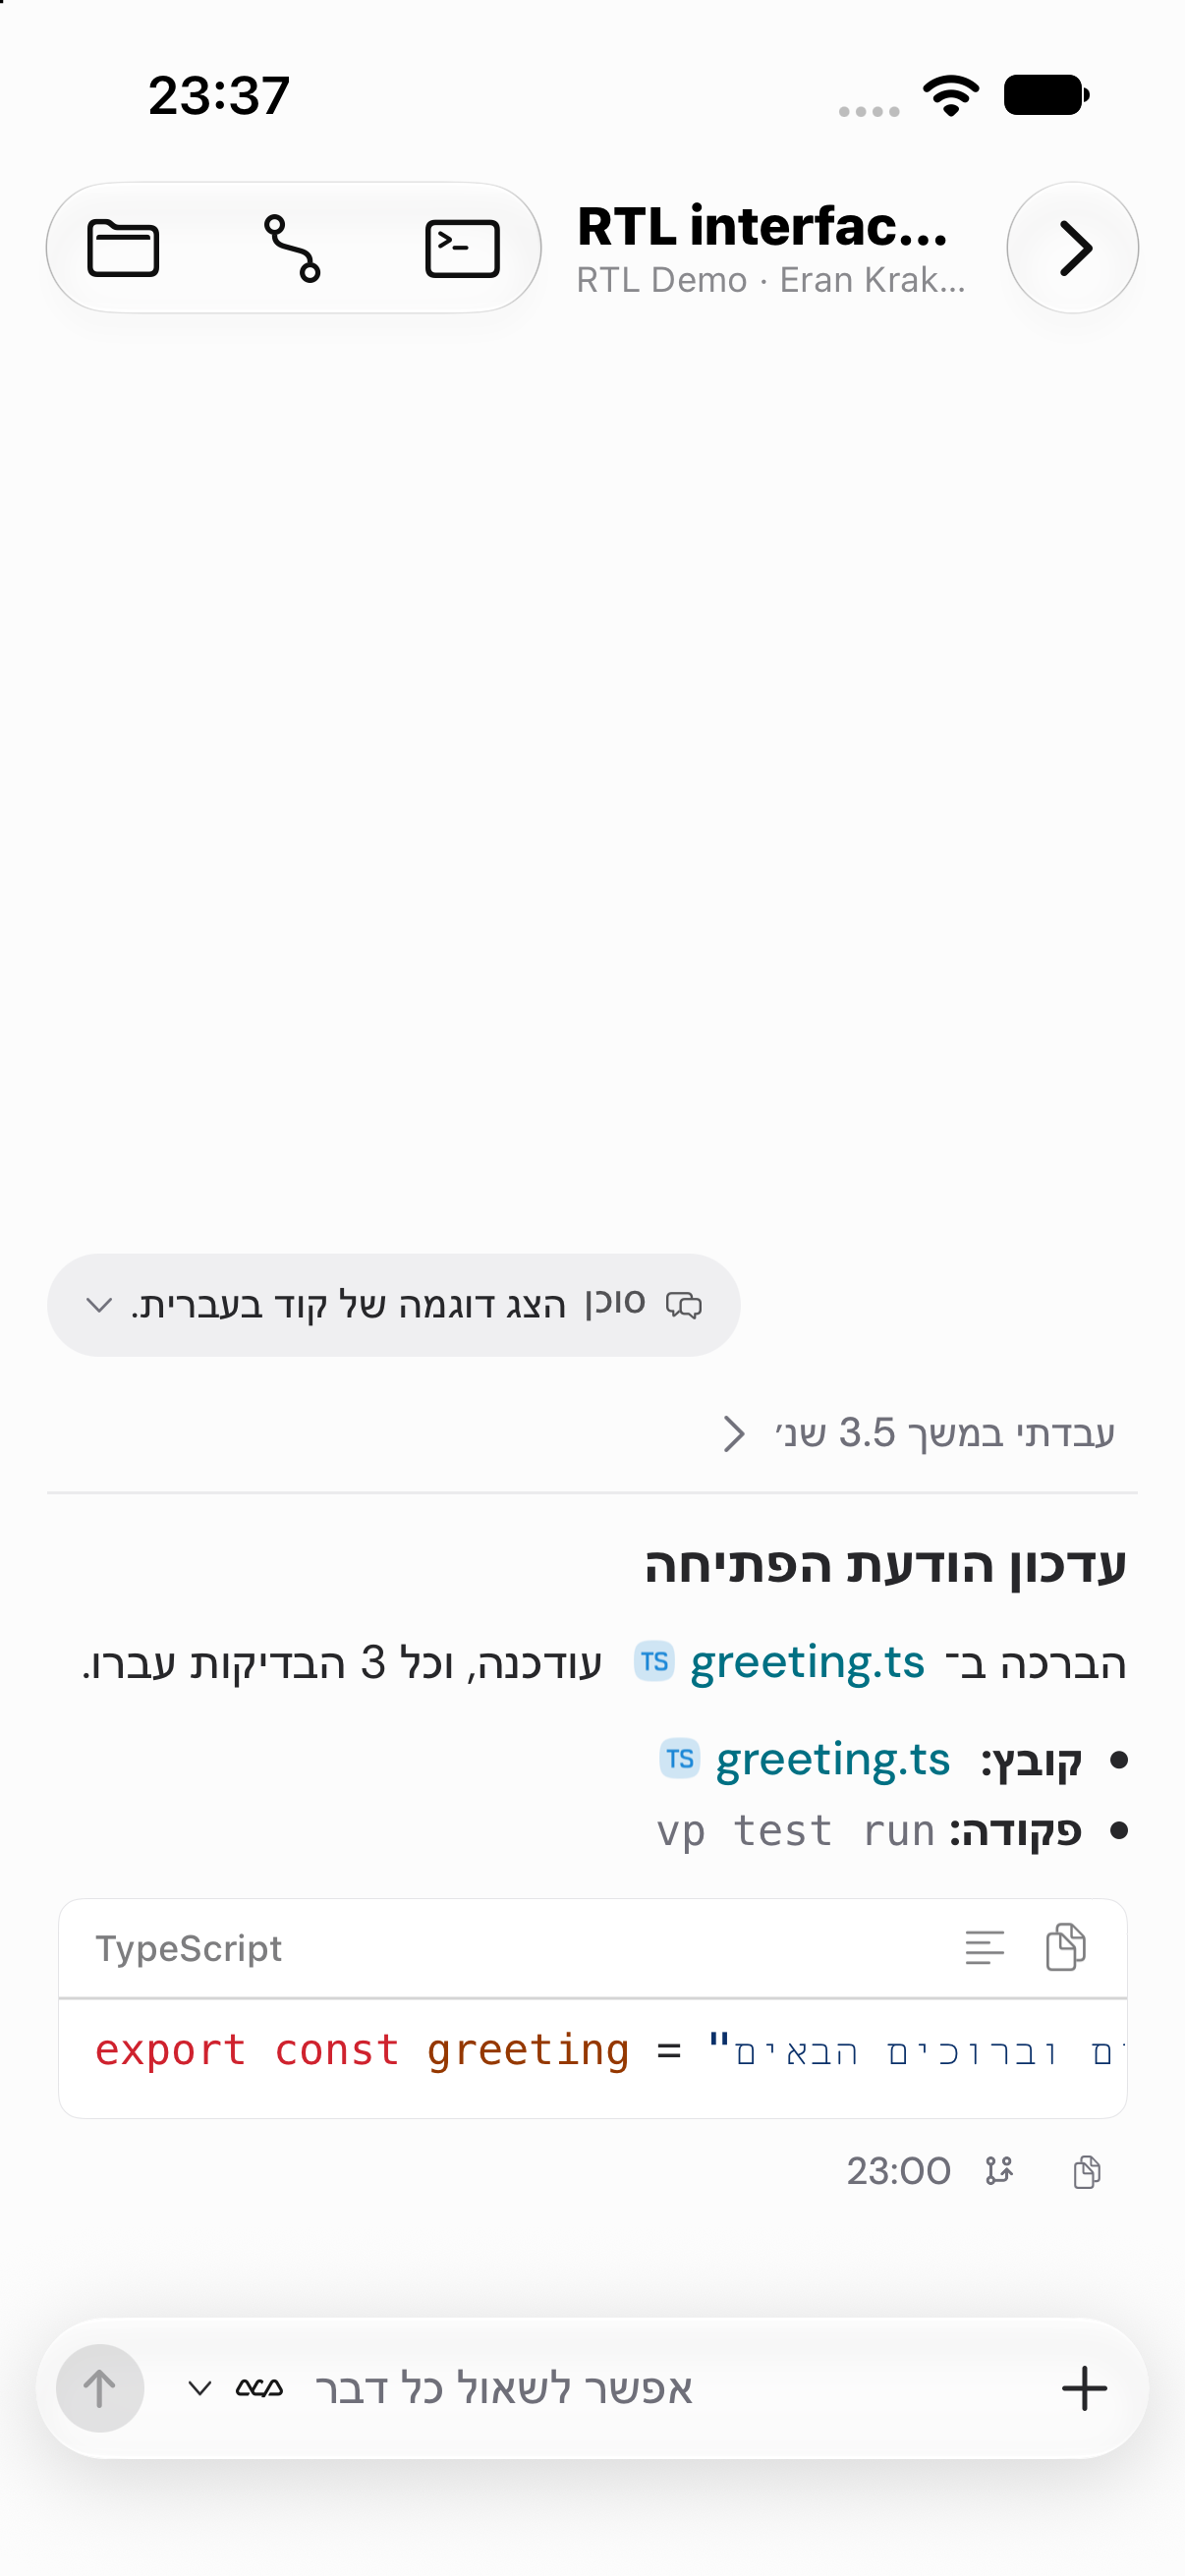 23:37
RTL interfac...
RTL Demo · Eran Krak...
סוכן הצג דוגמה של קוד בעברית.
עבדתי במשך 3.5 שנ׳
עדכון הודעת הפתיחה
הברכה ב־ greeting.ts TS עודכנה, וכל 3 הבדיקות עברו.
• קובץ: greeting.ts TS
• פקודה: vp test run
TypeScript
export const greeting = "ם וברוכים הבאים
23:00
אפשר לשאול כל דבר